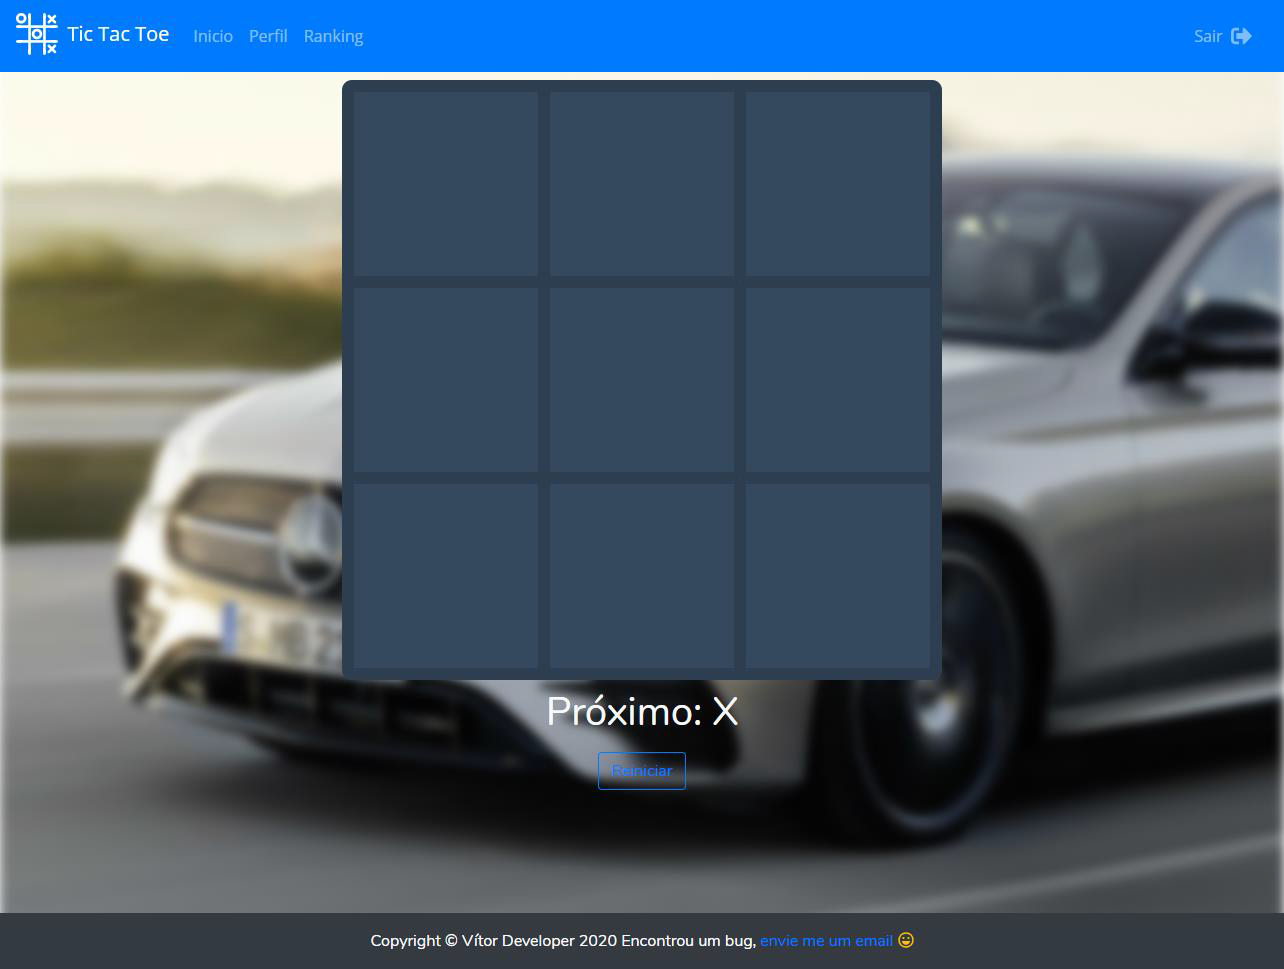 Tic Tac Toe Inicio Perfil Ranking Sair
Próximo: X
Reiniciar
Copyright © Vítor Developer 2020 Encontrou um bug, envie me um email